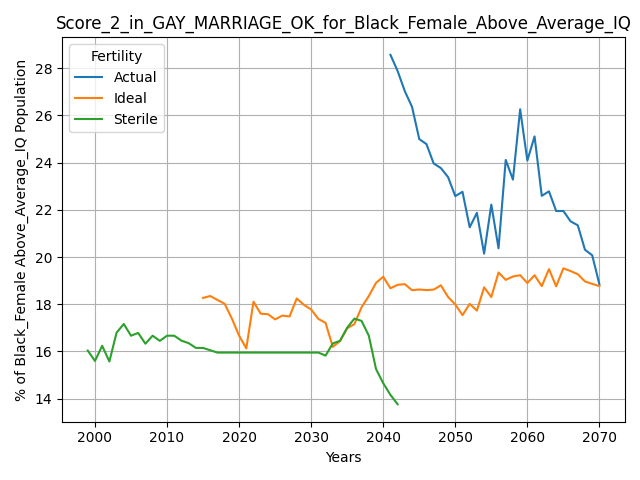 Score_2_in_GAY_MARRIAGE_OK_for_Black_Female_Above_Average_IQ
% of Black_Female Above_Average_IQ Population
Fertility
Actual
Ideal
Sterile
28
26
24
22
20
18
16
14
2000 2010 2020 2030 2040 2050 2060 2070
Years